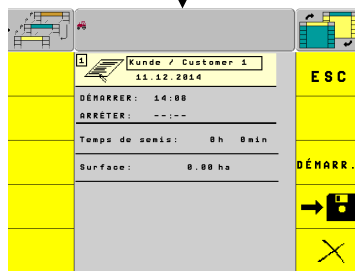 1
Kunde / Customer 1
11.12.2014
ESC
DÉMARRER: 14:08
ARRÊTER: --:--
Temps de semis: 0h 0min
Surface: 0.00 ha
DÉMARR.